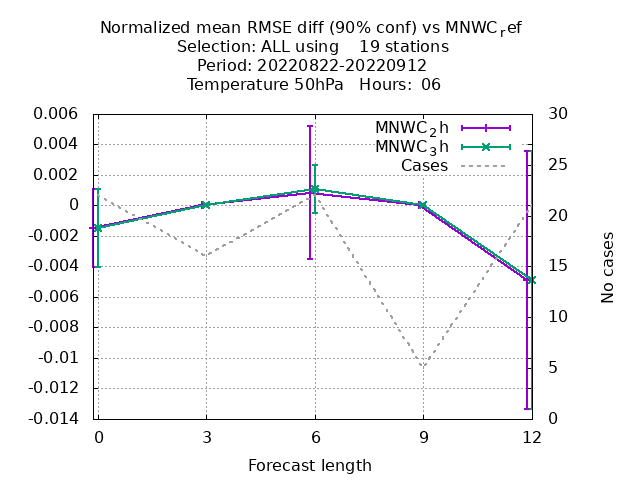 Normalized mean RMSE diff (90% conf) vs MNWCref
Selection: ALL using    19 stations
Period: 20220822-20220912
Temperature 50hPa   Hours:  06
MNWC2h
MNWC3h
Cases
0.006
0.004
0.002
0
-0.002
-0.004
-0.006
-0.008
-0.01
-0.012
-0.014
30
25
20
15
10
5
0
No cases
0 3 6 9 12
Forecast length